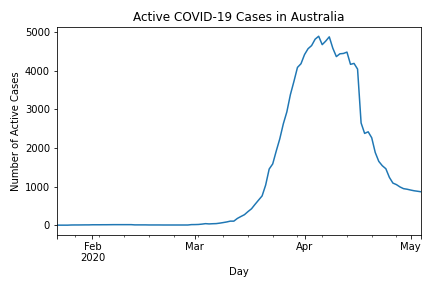 Active COVID-19 Cases in Australia
5000
4000
3000
2000
1000
0
Number of Active Cases
Feb
2020
Mar
Apr
May
Day